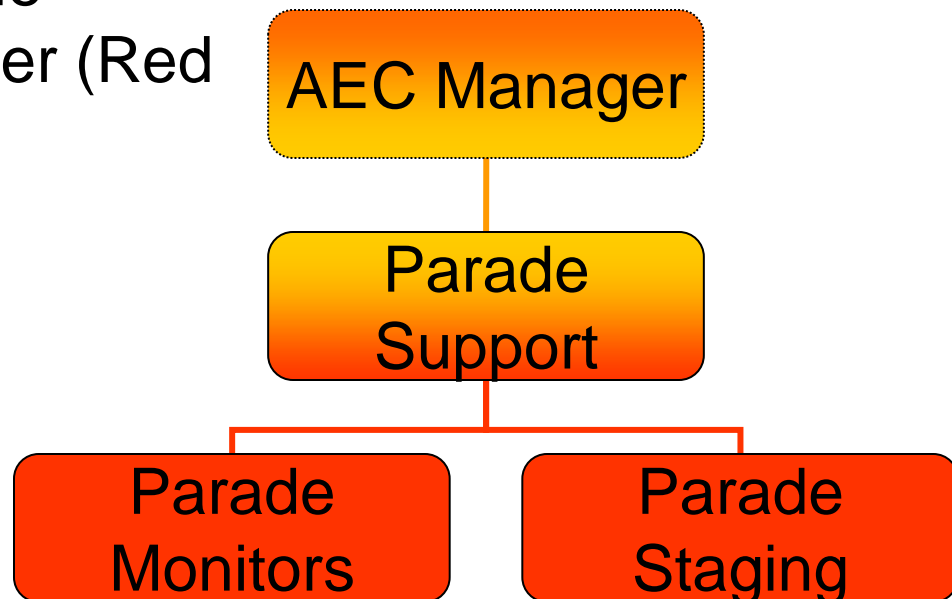 er (Red
AEC Manager
Parade
Support
Parade
Monitors
Parade
Staging